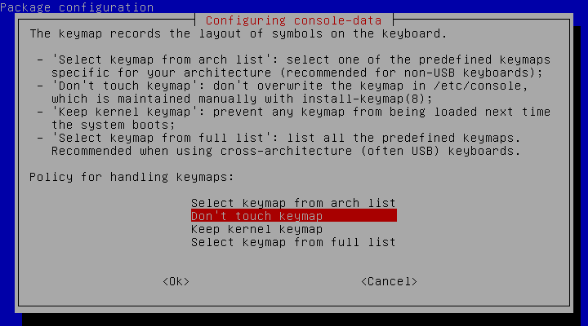 Package configuration
Configuring console-data
The keymap records the layout of symbols on the keyboard.
- 'Select keymap from arch list': select one of the predefined keymaps
specific for your architecture (recommended for non-USB keyboards);
- 'Don't touch keymap': don't overwrite the keymap in /etc/console,
which is maintained manually with install-keymap(8);
- 'Keep kernel keymap': prevent any keymap from being loaded next time
the system boots;
- 'Select keymap from full list': list all the predefined keymaps.
Recommended when using cross-architecture (often USB) keyboards.
Policy for handling keymaps:
Select keymap from arch list
Don't touch keymap
Keep kernel keymap
Select keymap from full list
<Ok> <Cancel>